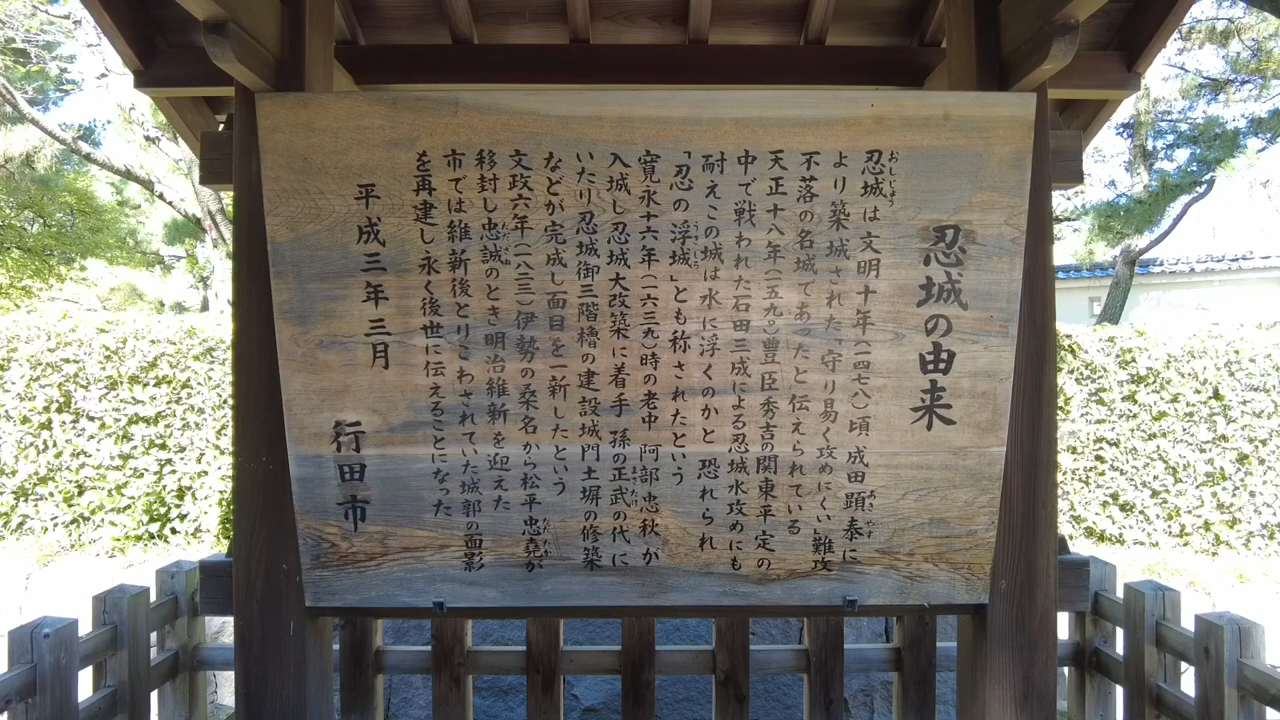 忍城の由来
忍城は文明十年(一四七八)頃 成田顕泰に
より築城された「守り易く攻めにくい」難攻
不落の名城であったと伝えられている
天正十八年(一五九〇)豊臣秀吉の関東平定の
中で戦われた石田三成による忍城水攻めにも
耐えこの城は水に浮くのかと 恐れられ
「忍の浮城」とも称されたという
寛永十六年(一六三九)時の老中 阿部忠秋が
入城し忍城大改築に着手 孫の正武の代に
いたり忍城御三階櫓の建設城門土塀の修築
などが完成し面目を一新したという
文政六年(一八二三)伊勢の桑名から松平忠堯が
移封し忠誠のとき明治維新を迎えた
市では維新後とりこわされていた城郭の面影
を再建し永く後世に伝えることになった
平成三年三月
行田市